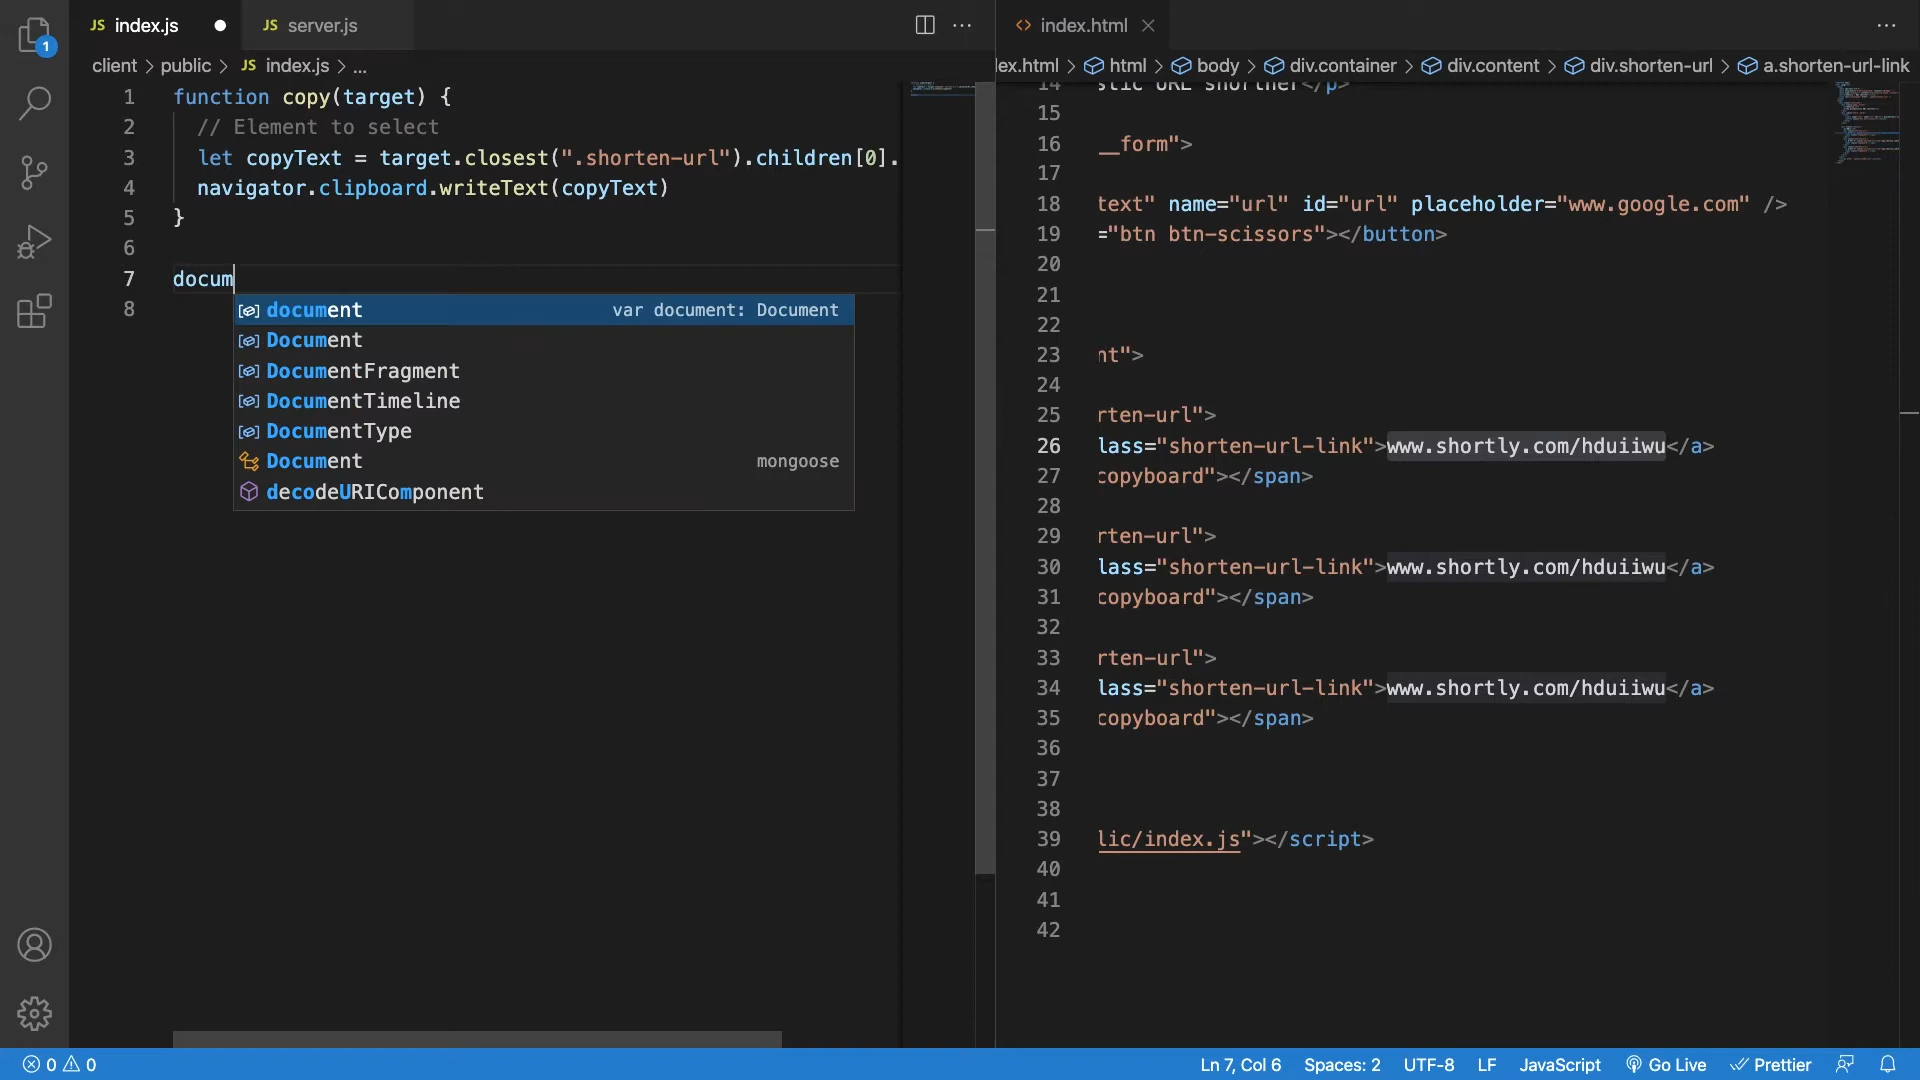 JS index.js
JS server.js
index.html
1
client > public > JS index.js > ...
lex.html > html > body > div.container > div.content > div.shorten-url > a.shorten-url-link
1 function copy(target) {
2 // Element to select
3 let copyText = target.closest(".shorten-url").children[0].
4 navigator.clipboard.writeText(copyText)
5 }
6
7 docum
8
document var document: Document
Document
DocumentFragment
DocumentTimeline
DocumentType
Document mongoose
decodeURIComponent
14 stic URL shorther</p>
15
16 __form">
17
18 text" name="url" id="url" placeholder="www.google.com" />
19 ="btn btn-scissors"></button>
20
21
22
23 nt">
24
25 rten-url">
26 lass="shorten-url-link">www.shortly.com/hduiiwu</a>
27 copyboard"></span>
28
29 rten-url">
30 lass="shorten-url-link">www.shortly.com/hduiiwu</a>
31 copyboard"></span>
32
33 rten-url">
34 lass="shorten-url-link">www.shortly.com/hduiiwu</a>
35 copyboard"></span>
36
37
38
39 lic/index.js"></script>
40
41
42
0 0
Ln 7, Col 6 Spaces: 2 UTF-8 LF JavaScript Go Live Prettier